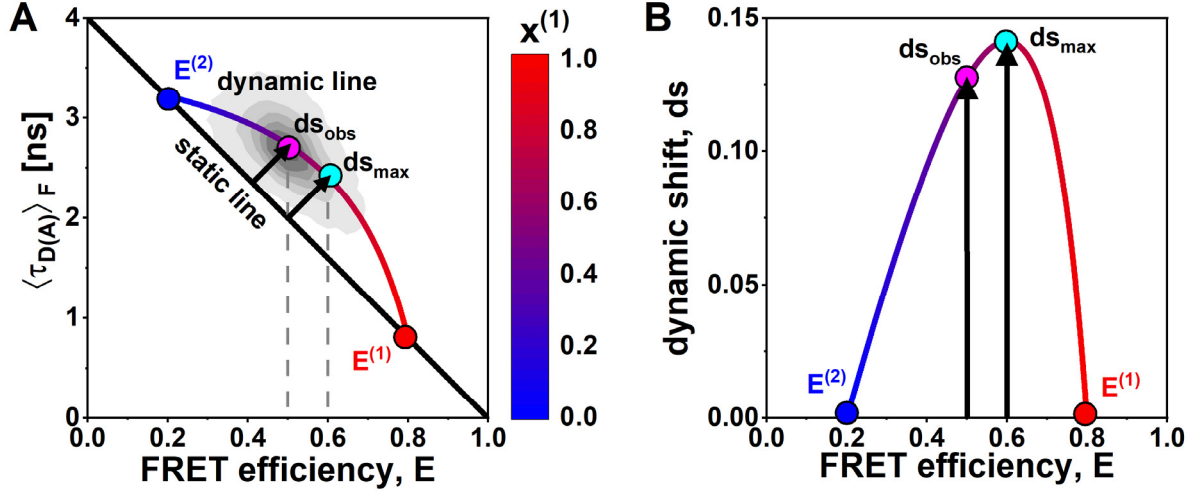 A
4
3
2
1
0
⟨τD(A)⟩F [ns]
E(2)
dynamic line
dsobs
dsmax
static line
E(1)
0.0 0.2 0.4 0.6 0.8 1.0
FRET efficiency, E
x(1)
1.0
0.8
0.6
0.4
0.2
0.0
B
0.15
0.10
0.05
0.00
dynamic shift, ds
dsobs
dsmax
E(2)
E(1)
0.0 0.2 0.4 0.6 0.8 1.0
FRET efficiency, E